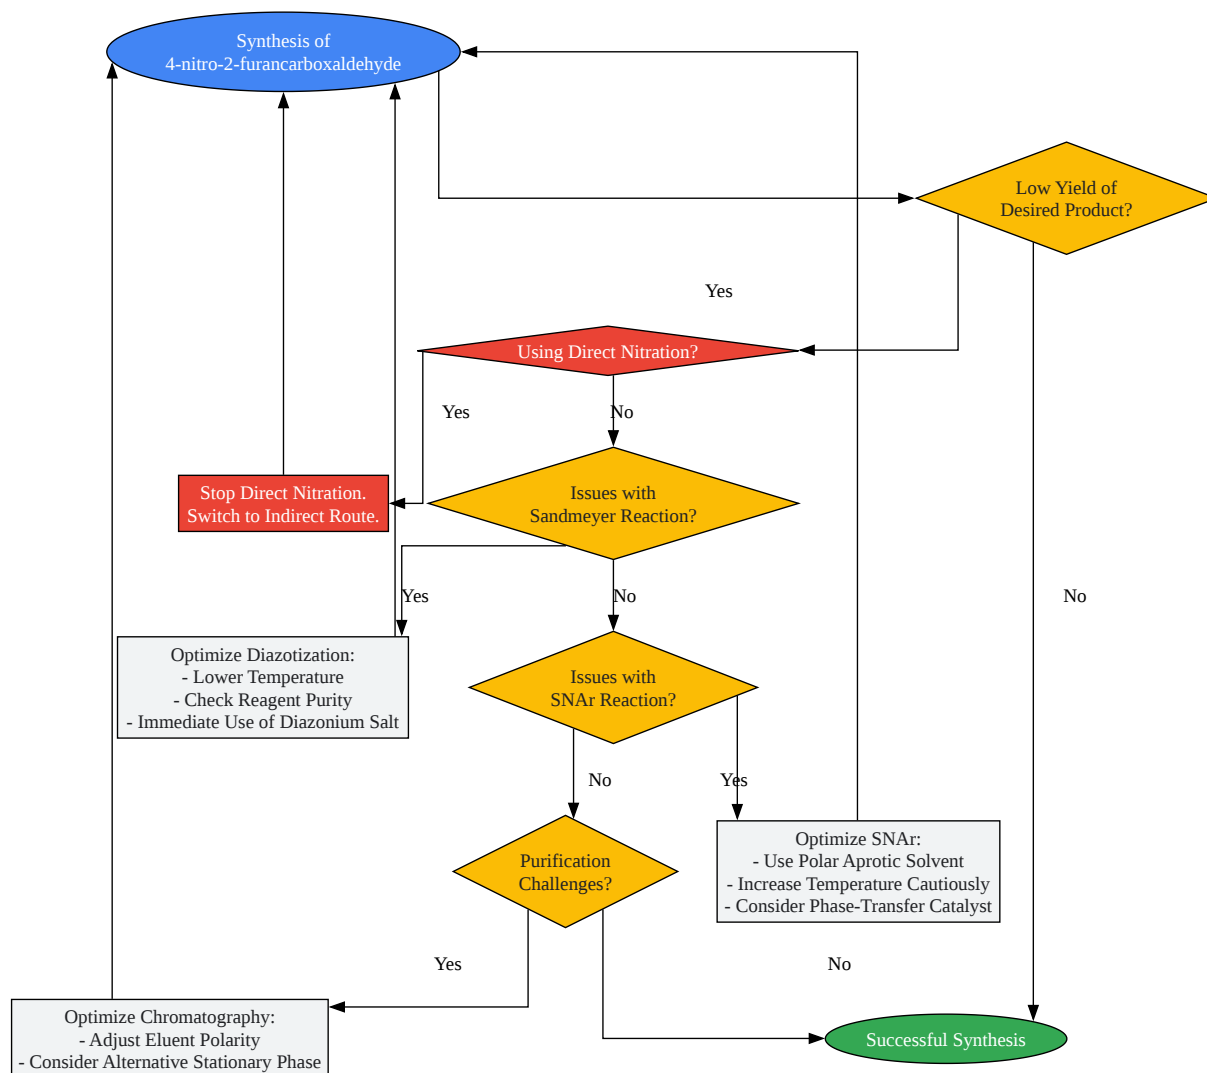 Synthesis of
4-nitro-2-furancarboxaldehyde
Low Yield of
Desired Product?
Yes
Using Direct Nitration?
Yes
No
Stop Direct Nitration.
Switch to Indirect Route.
Issues with
Sandmeyer Reaction?
Yes
No
No
Optimize Diazotization:
- Lower Temperature
- Check Reagent Purity
- Immediate Use of Diazonium Salt
Issues with
SNAr Reaction?
No
Yes
Purification
Challenges?
Optimize SNAr:
- Use Polar Aprotic Solvent
- Increase Temperature Cautiously
- Consider Phase-Transfer Catalyst
Yes
No
Optimize Chromatography:
- Adjust Eluent Polarity
- Consider Alternative Stationary Phase
Successful Synthesis